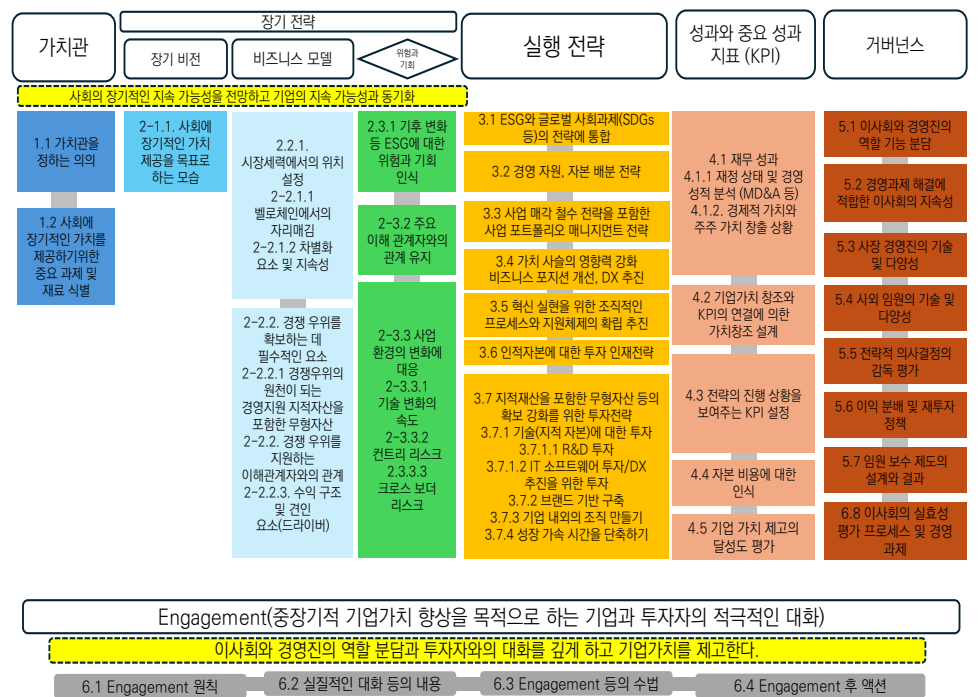 가치관
장기 전략
장기 비전
비즈니스 모델
위험과
기회
실행 전략
성과와 중요 성과
지표 (KPI)
거버넌스
사회의 장기적인 지속 가능성을 전망하고 기업의 지속 가능성과 동기화
1.1 가치관을
정하는 의의
1.2 사회에
장기적인 가치를
제공하기위한
중요 과제 및
재료 식별
2-1.1. 사회에
장기적인 가치
제공을 목표로
하는 모습
2.2.1.
시장세력에서의 위치
설정
2-2.1.1
벨로체인에서의
자리매김
2-2.1.2 차별화
요소 및 지속성
2-2.2. 경쟁 우위를
확보하는 데
필수적인 요소
2-2.2.1 경쟁우위의
원천이 되는
경영지원 지적자산을
포함한 무형자산
2-2.2. 경쟁 우위를
지원하는
이해관계자와의 관계
2-2.2.3. 수익 구조
및 견인
요소(드라이버)
2.3.1 기후 변화
등 ESG에 대한
위험과 기회
인식
2-3.2 주요
이해 관계자와의
관계 유지
2-3.3 사업
환경의 변화에
대응
2-3.3.1
기술 변화의
속도
2-3.3.2
컨트리 리스크
2.3.3.3
크로스 보더
리스크
3.1 ESG와 글로벌 사회과제(SDGs
등)의 전략에 통합
3.2 경영 자원, 자본 배분 전략
3.3 사업 매각 철수 전략을 포함한
사업 포트폴리오 매니지먼트 전략
3.4 가치 사슬의 영향력 강화
비즈니스 포지션 개선, DX 추진
3.5 혁신 실현을 위한 조직적인
프로세스와 지원체제의 확립 추진
3.6 인적자본에 대한 투자 인재전략
3.7 지적재산을 포함한 무형자산 등의
확보 강화를 위한 투자전략
3.7.1 기술(지적 자본)에 대한 투자
3.7.1.1 R&D 투자
3.7.1.2 IT 소프트웨어 투자/DX
추진을 위한 투자
3.7.2 브랜드 기반 구축
3.7.3 기업 내외의 조직 만들기
3.7.4 성장 가속 시간을 단축하기
4.1 재무 성과
4.1.1 재정 상태 및 경영
성적 분석 (MD&A 등)
4.1.2. 경제적 가치와
주주 가치 창출 상황
4.2 기업가치 창조와
KPI의 연결에 의한
가치창조 설계
4.3 전략의 진행 상황을
보여주는 KPI 설정
4.4 자본 비용에 대한
인식
4.5 기업 가치 제고의
달성도 평가
5.1 이사회와 경영진의
역할 기능 분담
5.2 경영과제 해결에
적합한 이사회의 지속성
5.3 사장 경영진의 기술
및 다양성
5.4 사외 임원의 기술 및
다양성
5.5 전략적 의사결정의
감독 평가
5.6 이익 분배 및 재투자
정책
5.7 임원 보수 제도의
설계와 결과
6.8 이사회의 실효성
평가 프로세스 및 경영
과제
Engagement(중장기적 기업가치 향상을 목적으로 하는 기업과 투자자의 적극적인 대화)
이사회와 경영진의 역할 분담과 투자자와의 대화를 깊게 하고 기업가치를 제고한다.
6.1 Engagement 원칙
6.2 실질적인 대화 등의 내용
6.3 Engagement 등의 수법
6.4 Engagement 후 액션